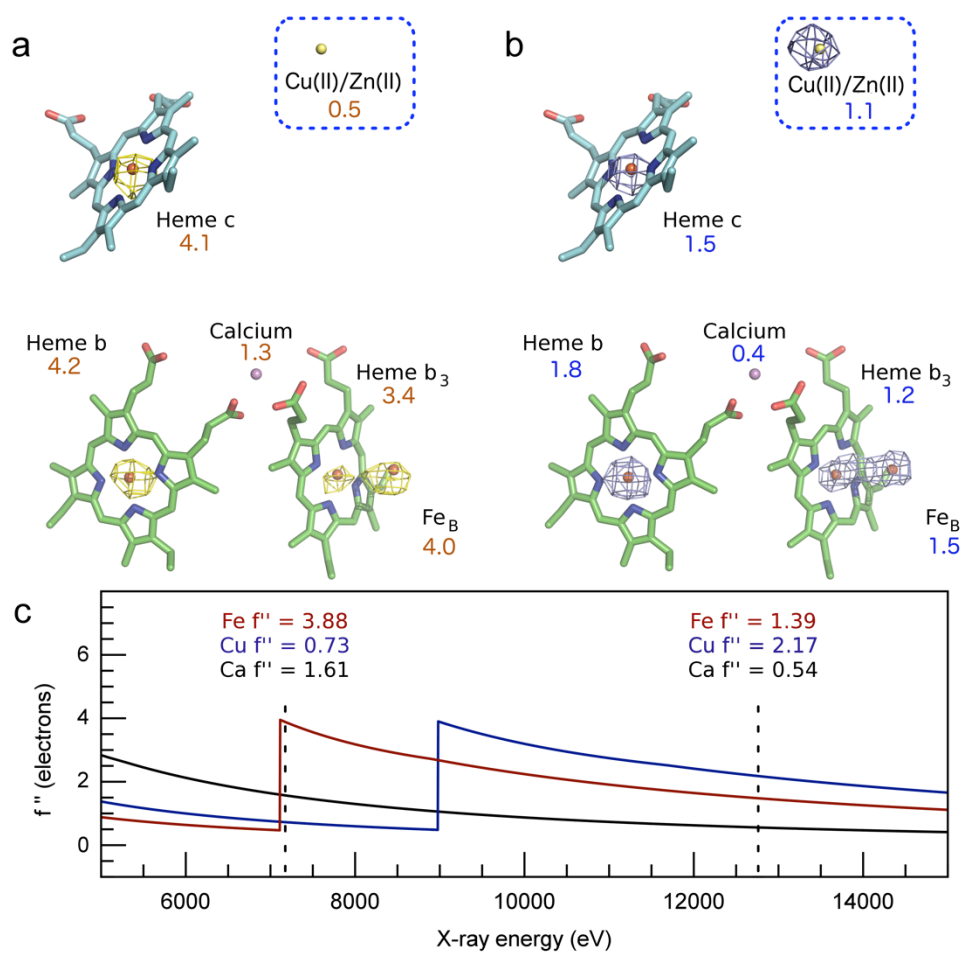 a
Cu(II)/Zn(II)
0.5
Heme c
4.1
Heme b
4.2
Calcium
1.3
Heme b3
3.4
FeB
4.0
b
Cu(II)/Zn(II)
1.1
Heme c
1.5
Heme b
1.8
Calcium
0.4
Heme b3
1.2
FeB
1.5
c
Fe f'' = 3.88
Cu f'' = 0.73
Ca f'' = 1.61
Fe f'' = 1.39
Cu f'' = 2.17
Ca f'' = 0.54
f '' (electrons)
6
4
2
0
6000 8000 10000 12000 14000
X-ray energy (eV)